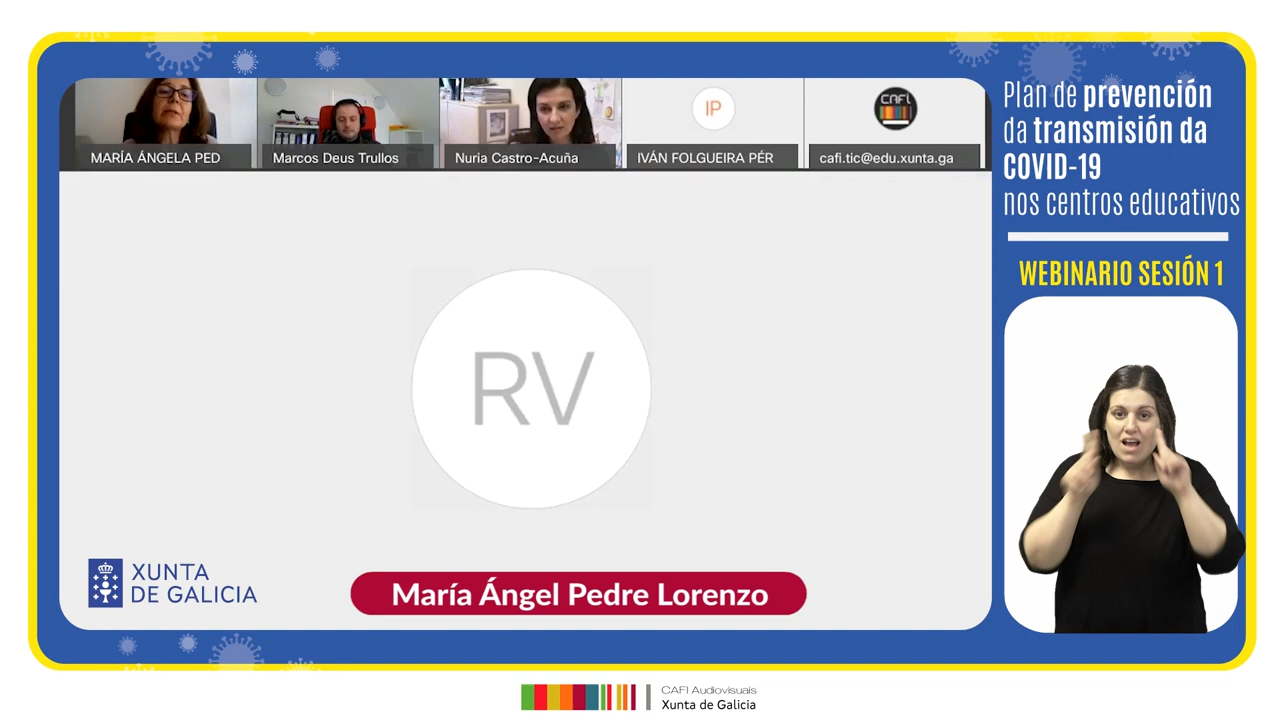 MARÍA ÁNGELA PED
Marcos Deus Trullos
Nuria Castro-Acuña
IVÁN FOLGUEIRA PÉR
cafi.tic@edu.xunta.ga
IP
CAFI
RV
XUNTA
DE GALICIA
María Ángel Pedre Lorenzo
Plan de prevención
da transmisión da
COVID-19
nos centros educativos
WEBINARIO SESIÓN 1
CAFI Audiovisuais
Xunta de Galicia